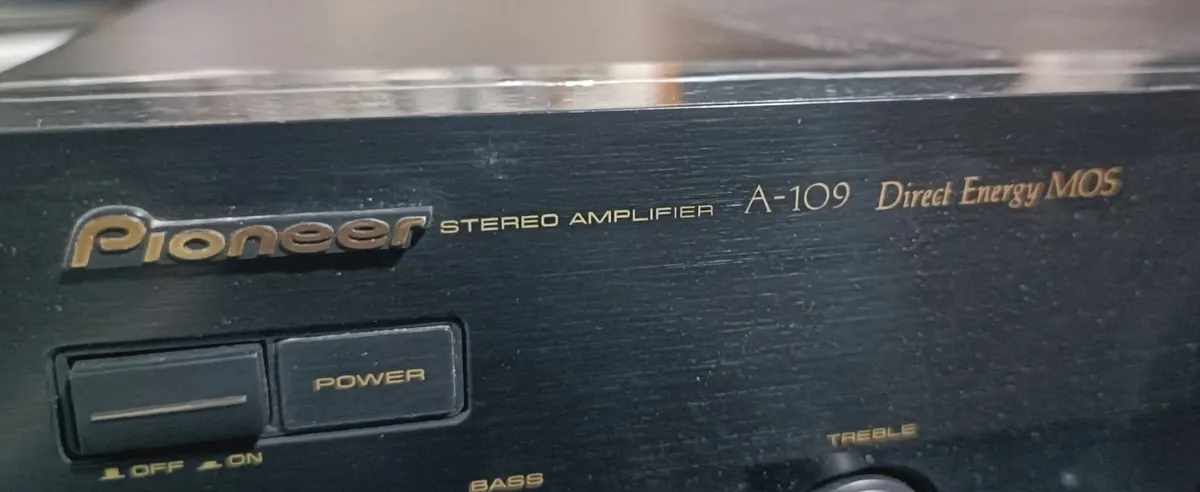 Pioneer STEREO AMPLIFIER A-109 Direct Energy MOS
POWER
OFF ON
BASS
TREBLE